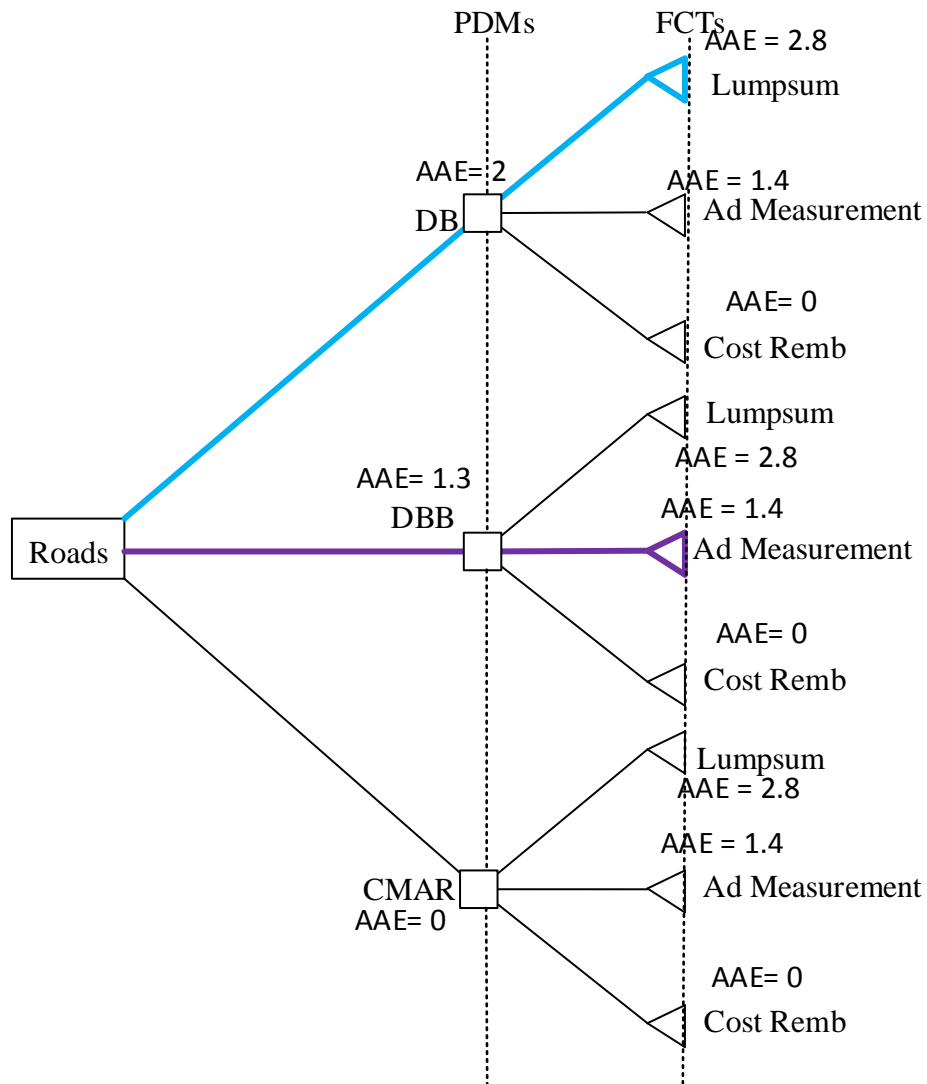 PDMs
FCTs
AAE = 2.8
Lumpsum
AAE= 2
DB
AAE = 1.4
Ad Measurement
AAE= 0
Cost Remb
Lumpsum
AAE = 2.8
AAE= 1.3
DBB
AAE = 1.4
Ad Measurement
Roads
AAE= 0
Cost Remb
Lumpsum
AAE = 2.8
AAE = 1.4
CMAR
Ad Measurement
AAE= 0
AAE= 0
Cost Remb